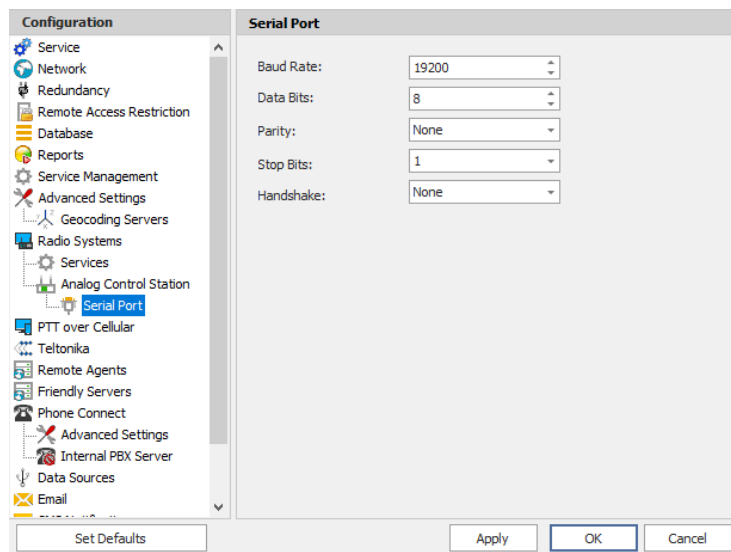 Configuration
Service
Network
Redundancy
Remote Access Restriction
Database
Reports
Service Management
Advanced Settings
Geocoding Servers
Radio Systems
Services
Analog Control Station
Serial Port
PTT over Cellular
Teltonika
Remote Agents
Friendly Servers
Phone Connect
Advanced Settings
Internal PBX Server
Data Sources
Email
Set Defaults
Serial Port
Baud Rate: 19200
Data Bits: 8
Parity: None
Stop Bits: 1
Handshake: None
Apply OK Cancel